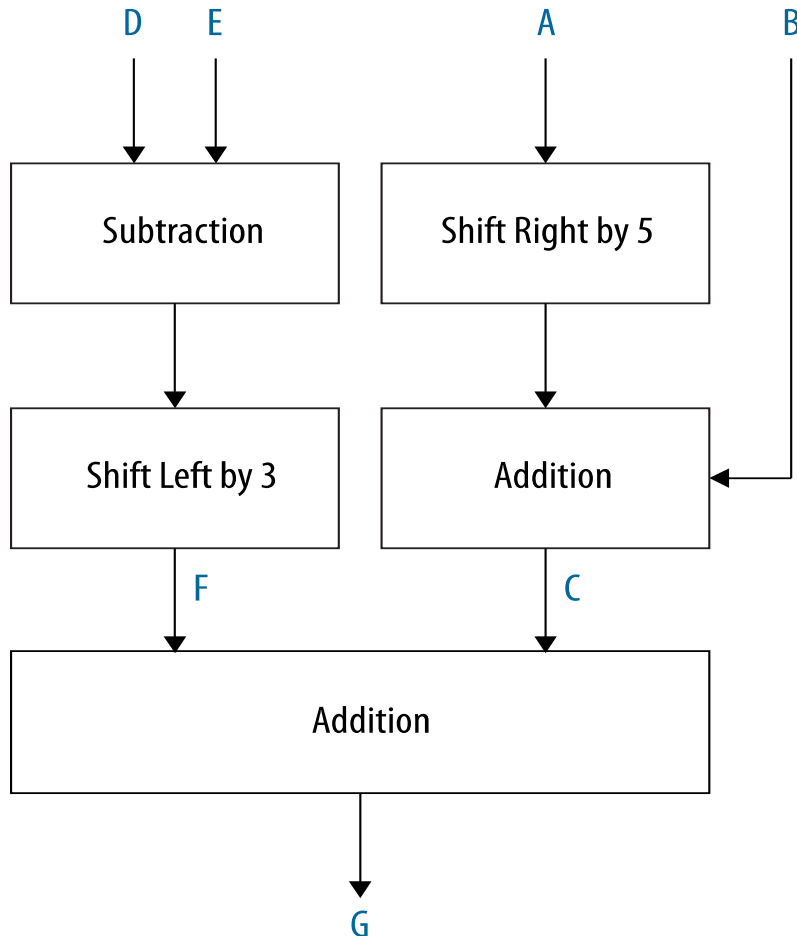 D E A B
Subtraction Shift Right by 5
Shift Left by 3 Addition
F C
Addition
G